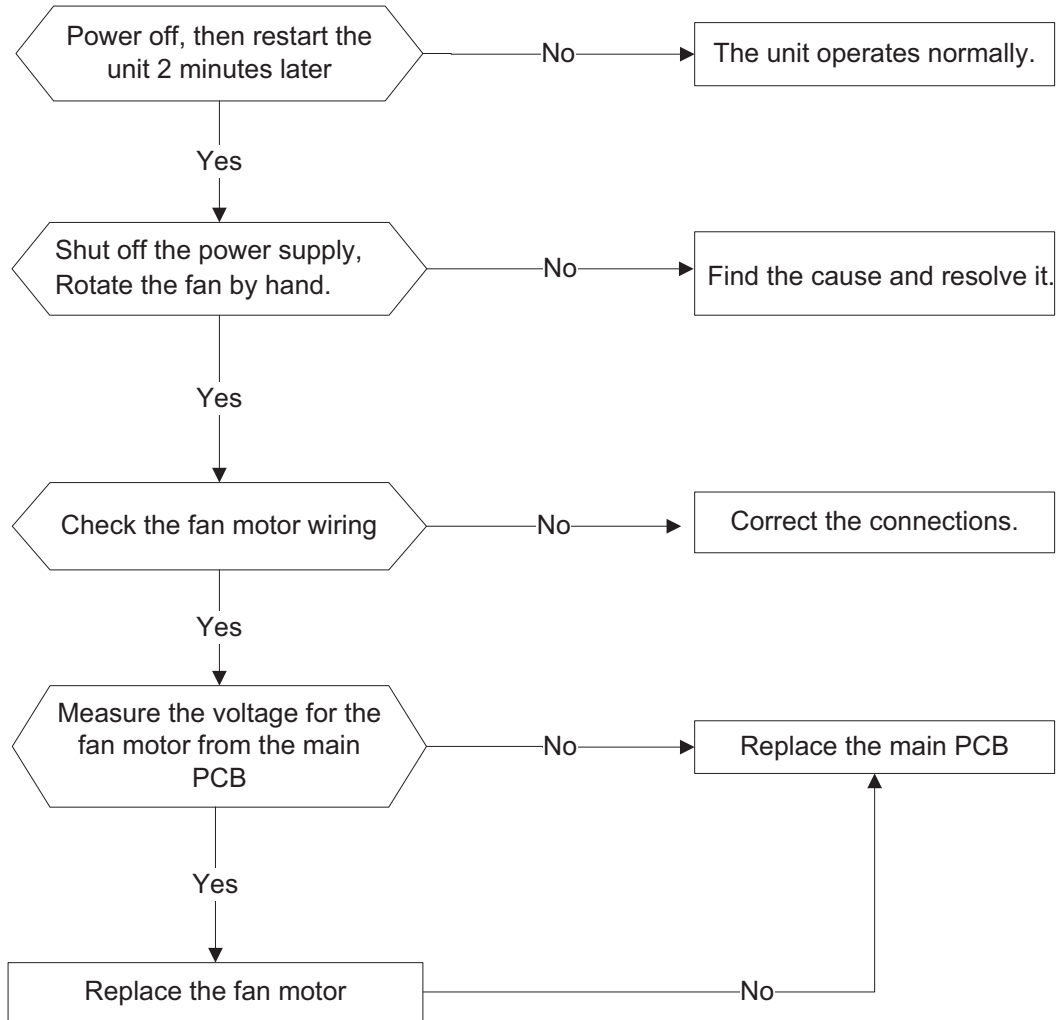 Power off, then restart the
unit 2 minutes later
No
The unit operates normally.
Yes
Shut off the power supply,
Rotate the fan by hand.
No
Find the cause and resolve it.
Yes
Check the fan motor wiring
No
Correct the connections.
Yes
Measure the voltage for the
fan motor from the main
PCB
No
Replace the main PCB
Yes
Replace the fan motor
No